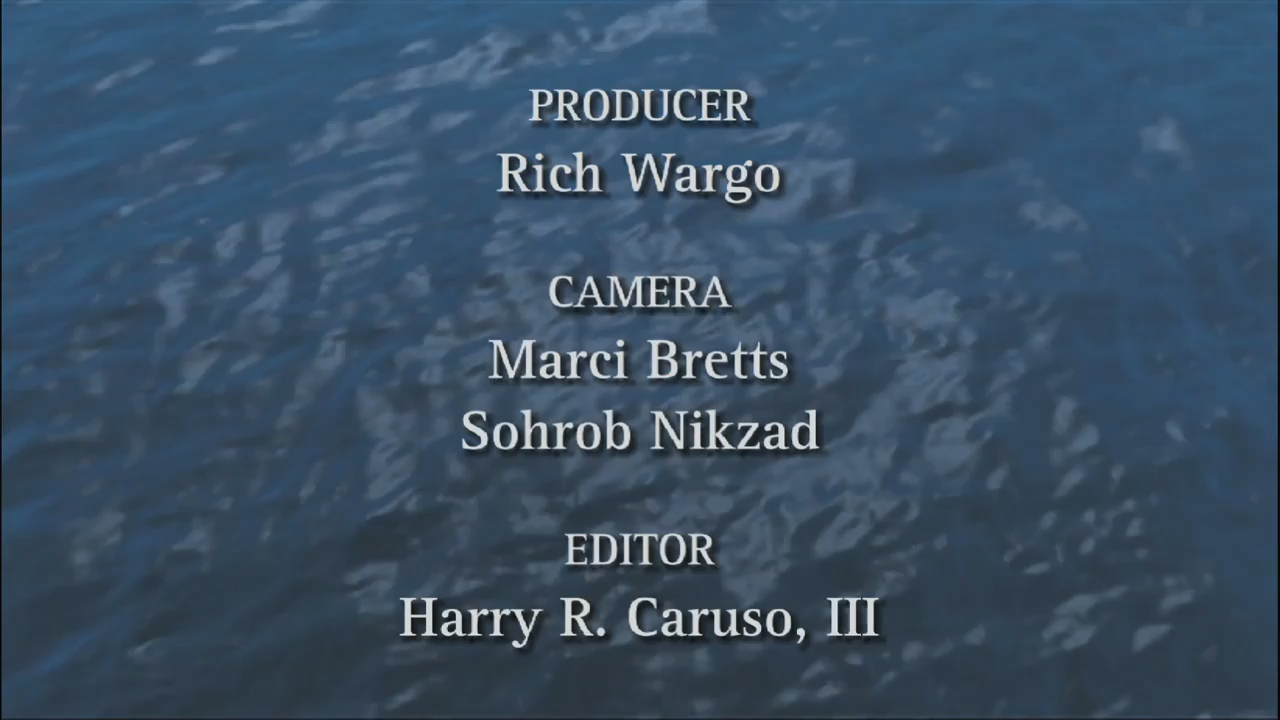 PRODUCER
Rich Wargo
CAMERA
Marci Bretts
Sohrob Nikzad
EDITOR
Harry R. Caruso, III